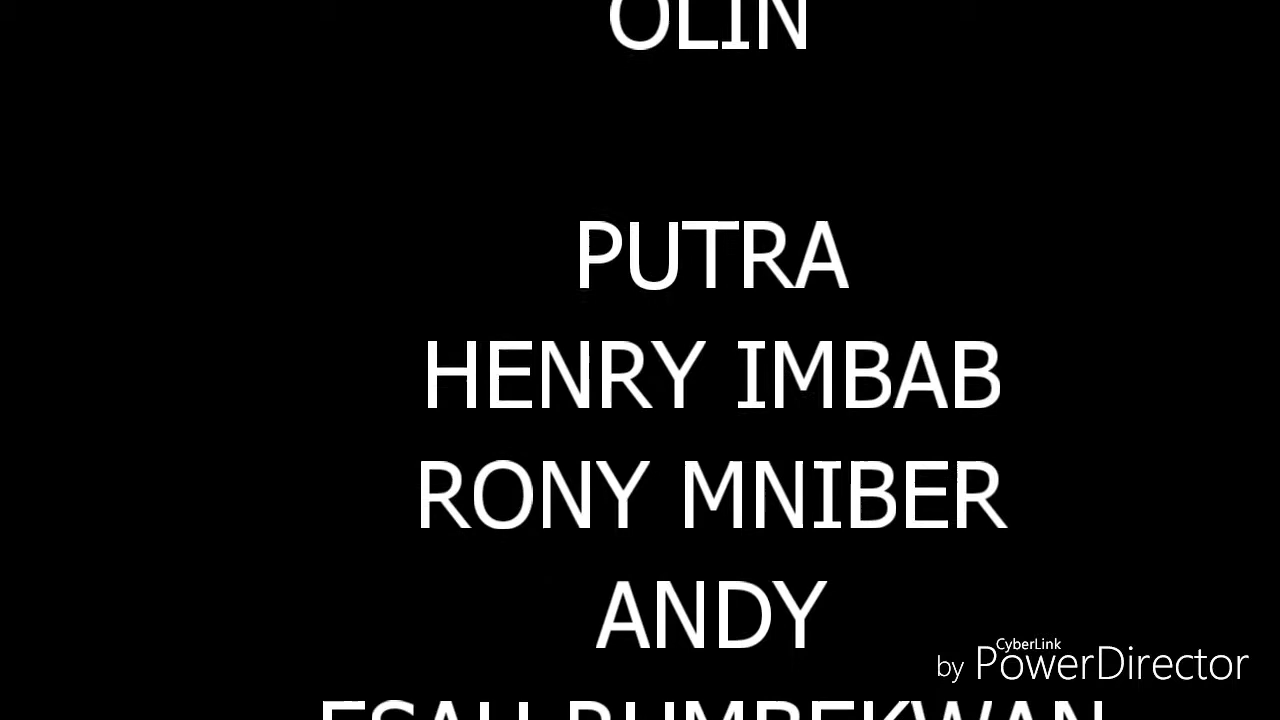 OLIN
PUTRA
HENRY IMBAB
RONY MNIBER
ANDY
CyberLink
by PowerDirector